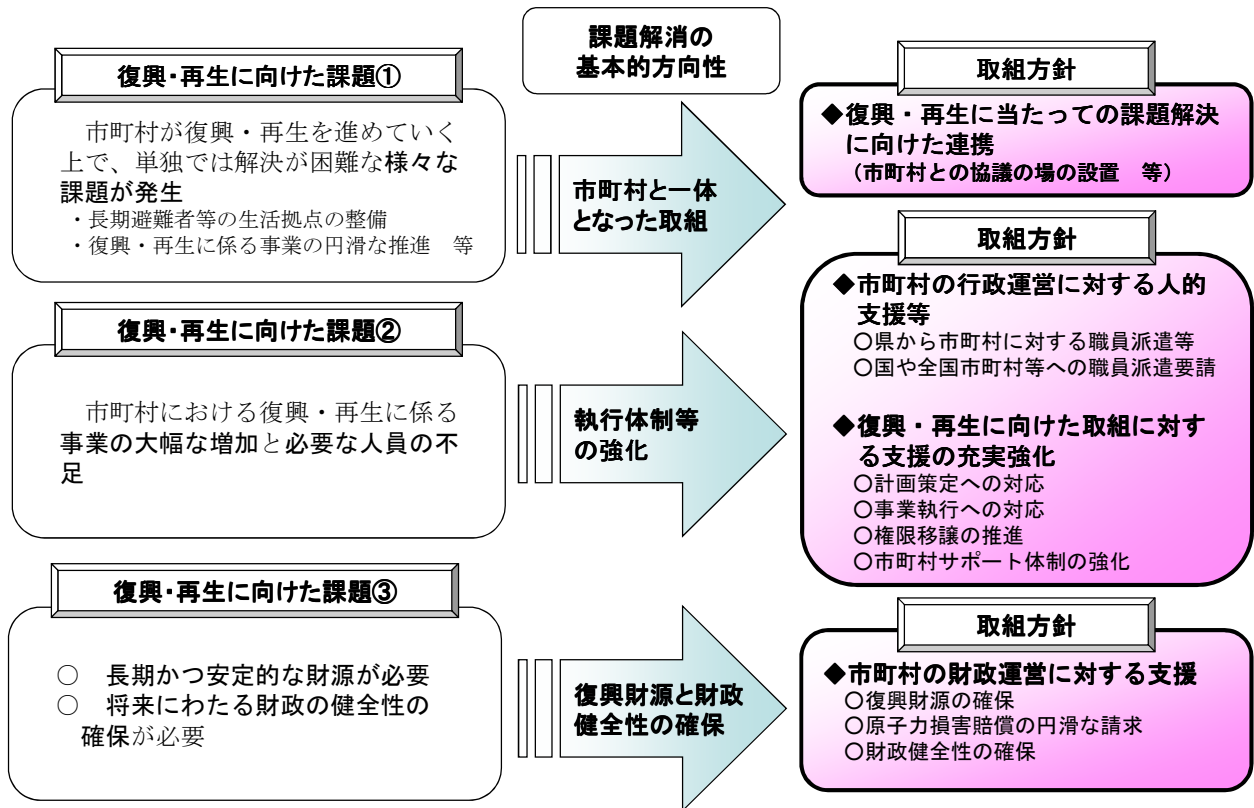 課題解消の
基本的方向性
復興・再生に向けた課題①
市町村が復興・再生を進めていく
上で、単独では解決が困難な様々な
課題が発生
・長期避難者等の生活拠点の整備
・復興・再生に係る事業の円滑な推進　等
市町村と一体
となった取組
取組方針
◆復興・再生に当たっての課題解決
に向けた連携
（市町村との協議の場の設置　等）
復興・再生に向けた課題②
市町村における復興・再生に係る
事業の大幅な増加と必要な人員の不
足
執行体制等
の強化
取組方針
◆市町村の行政運営に対する人的
支援等
○県から市町村に対する職員派遣等
○国や全国市町村等への職員派遣要請
◆復興・再生に向けた取組に対す
る支援の充実強化
○計画策定への対応
○事業執行への対応
○権限移譲の推進
○市町村サポート体制の強化
復興・再生に向けた課題③
○　長期かつ安定的な財源が必要
○　将来にわたる財政の健全性の
確保が必要
復興財源と財政
健全性の確保
取組方針
◆市町村の財政運営に対する支援
○復興財源の確保
○原子力損害賠償の円滑な請求
○財政健全性の確保